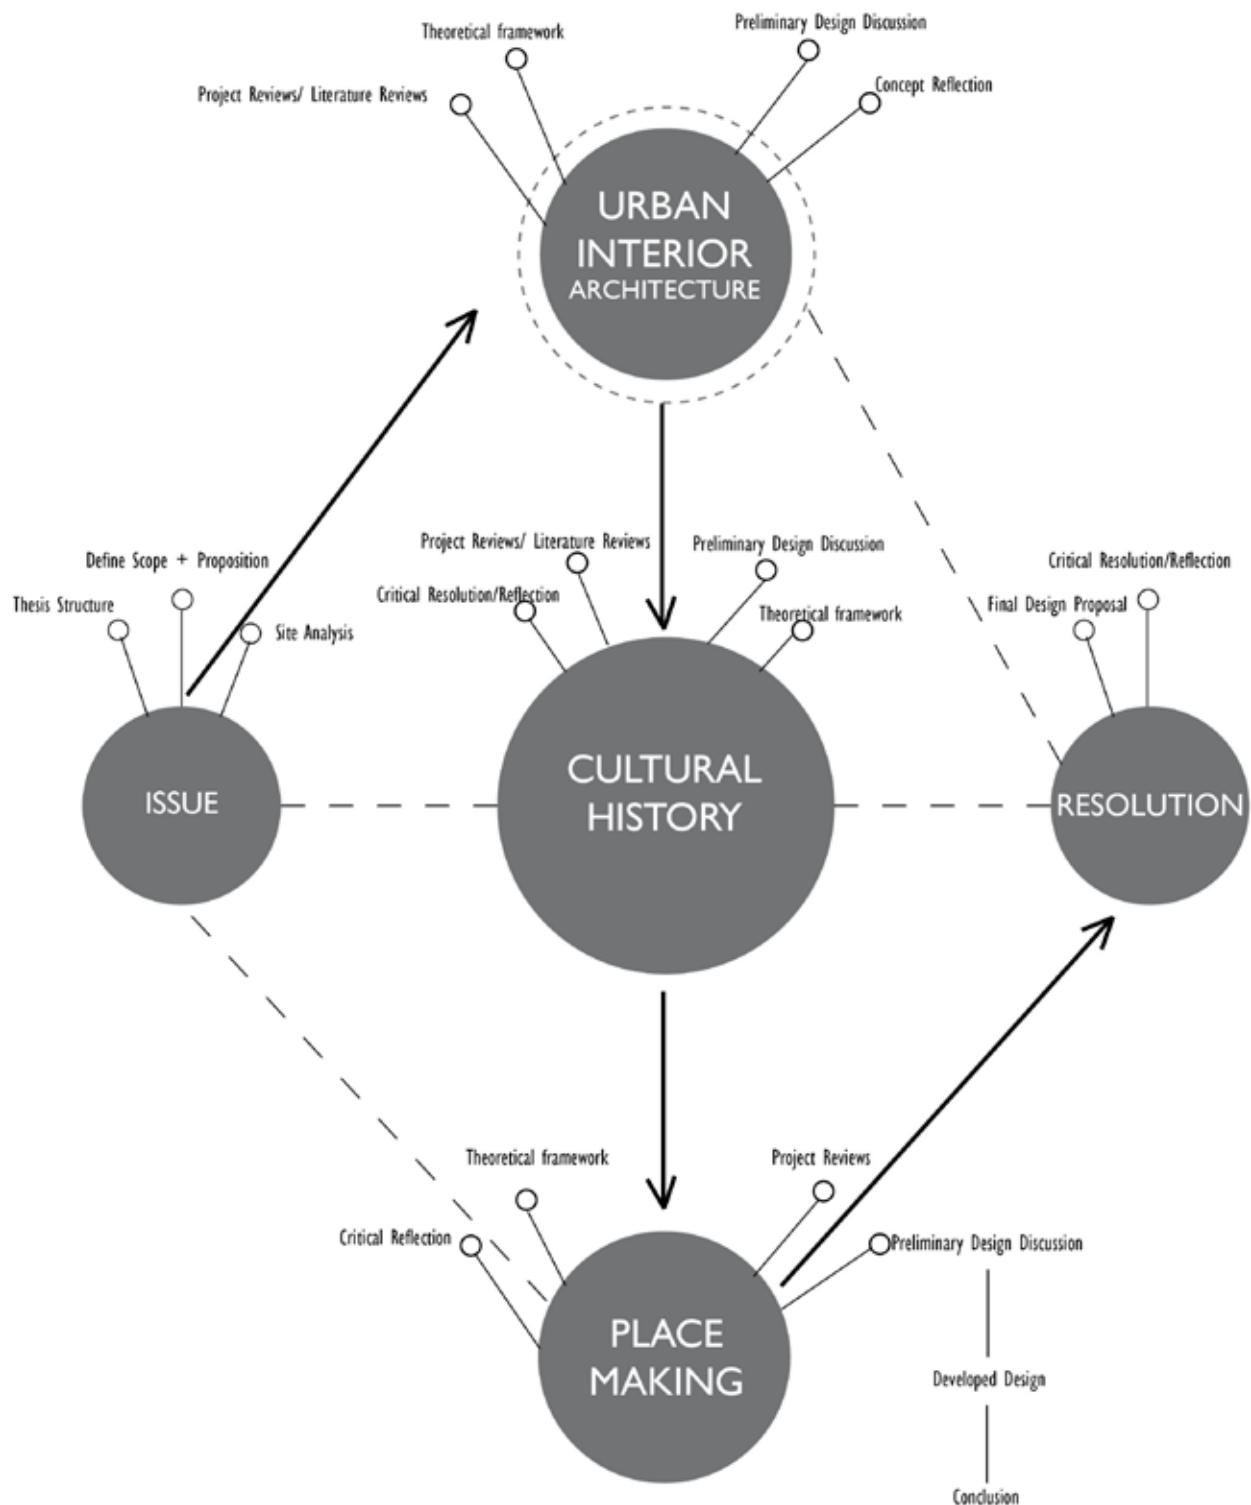 Preliminary Design Discussion
Theoretical framework
Concept Reflection
Project Reviews/ Literature Reviews
URBAN
INTERIOR
ARCHITECTURE
Project Reviews/ Literature Reviews
Preliminary Design Discussion
Define Scope + Proposition
Critical Resolution/Reflection
Critical Resolution/Reflection
Thesis Structure
Final Design Proposal
Theoretical framework
Site Analysis
CULTURAL
HISTORY
ISSUE
RESOLUTION
Theoretical framework
Project Reviews
Critical Reflection
Preliminary Design Discussion
PLACE
MAKING
Developed Design
Conclusion